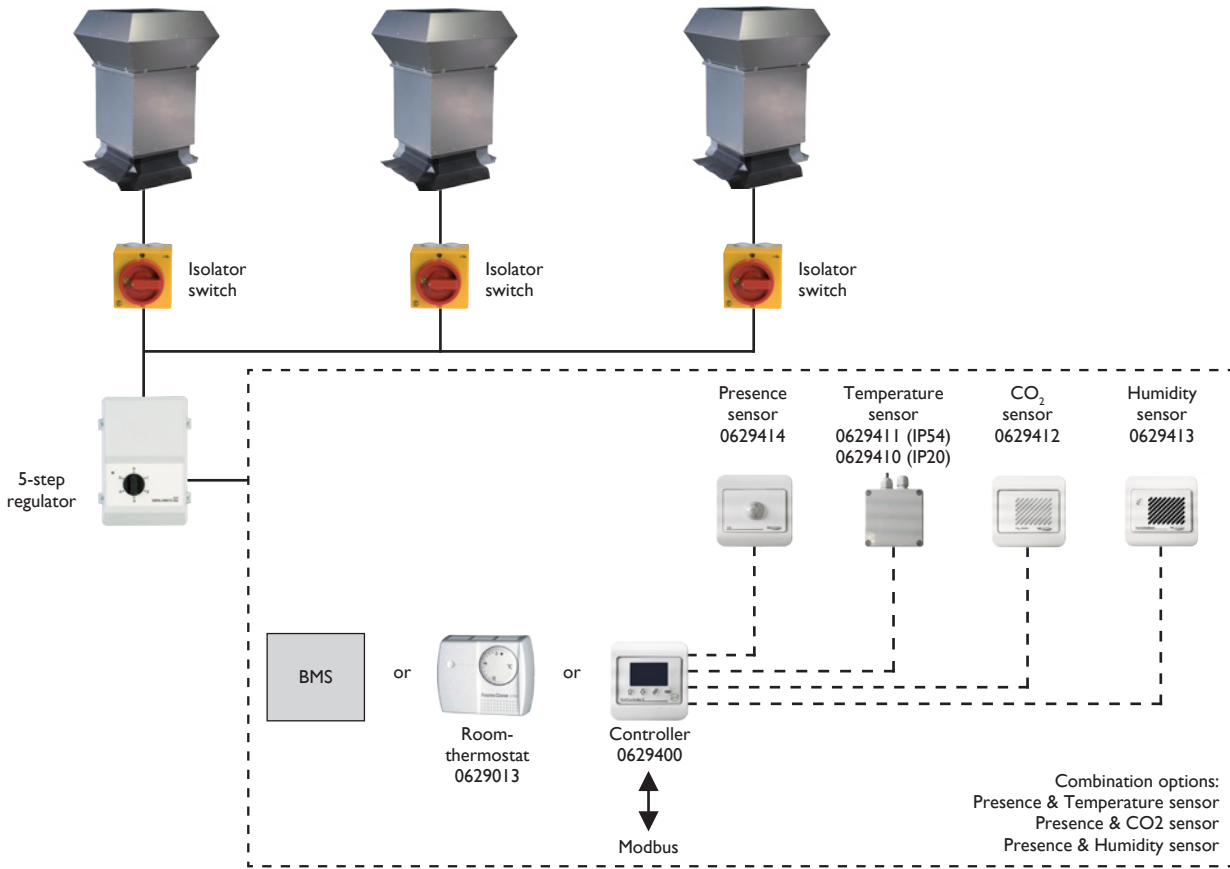 Isolator
switch
Isolator
switch
Isolator
switch
5-step
regulator
Presence
sensor
0629414
Temperature
sensor
0629411 (IP54)
0629410 (IP20)
CO2
sensor
0629412
Humidity
sensor
0629413
BMS
or
Room-
thermostat
0629013
or
Controller
0629400
Modbus
Combination options:
Presence & Temperature sensor
Presence & CO2 sensor
Presence & Humidity sensor